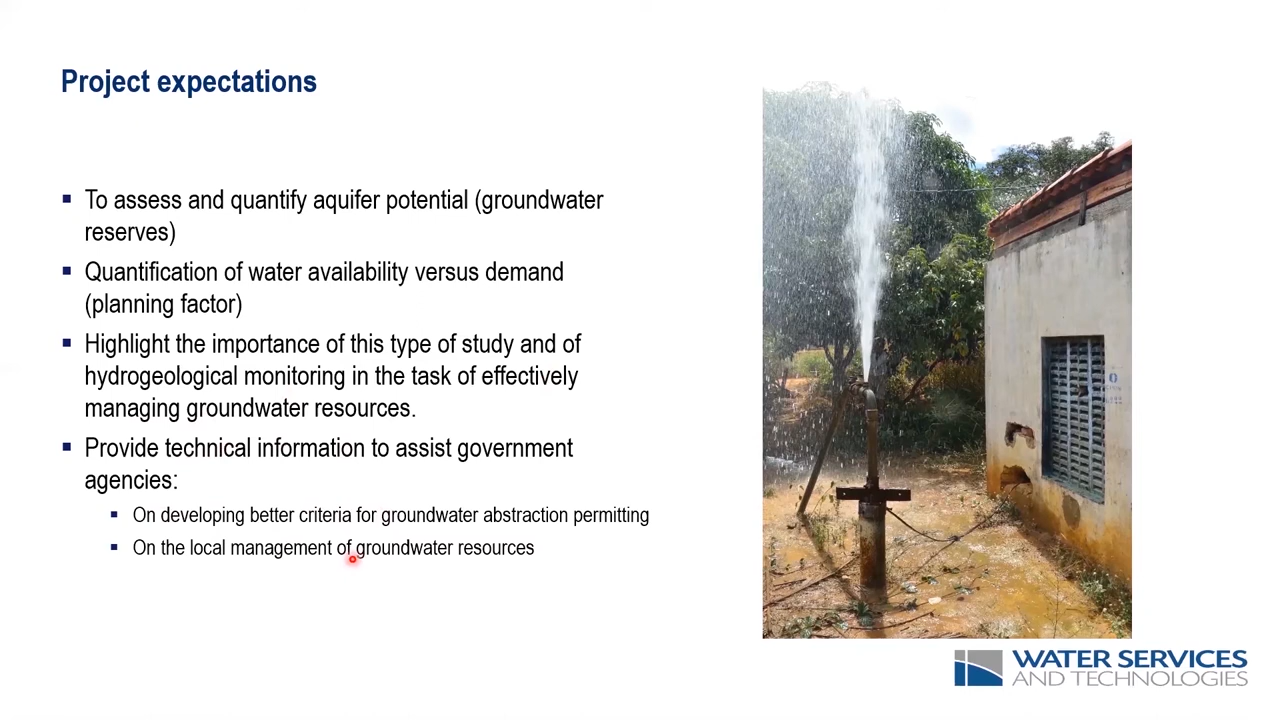 Project expectations
▪ To assess and quantify aquifer potential (groundwater
reserves)
▪ Quantification of water availability versus demand
(planning factor)
▪ Highlight the importance of this type of study and of
hydrogeological monitoring in the task of effectively
managing groundwater resources.
▪ Provide technical information to assist government
agencies:
▪ On developing better criteria for groundwater abstraction permitting
▪ On the local management of groundwater resources
WATER SERVICES
AND TECHNOLOGIES